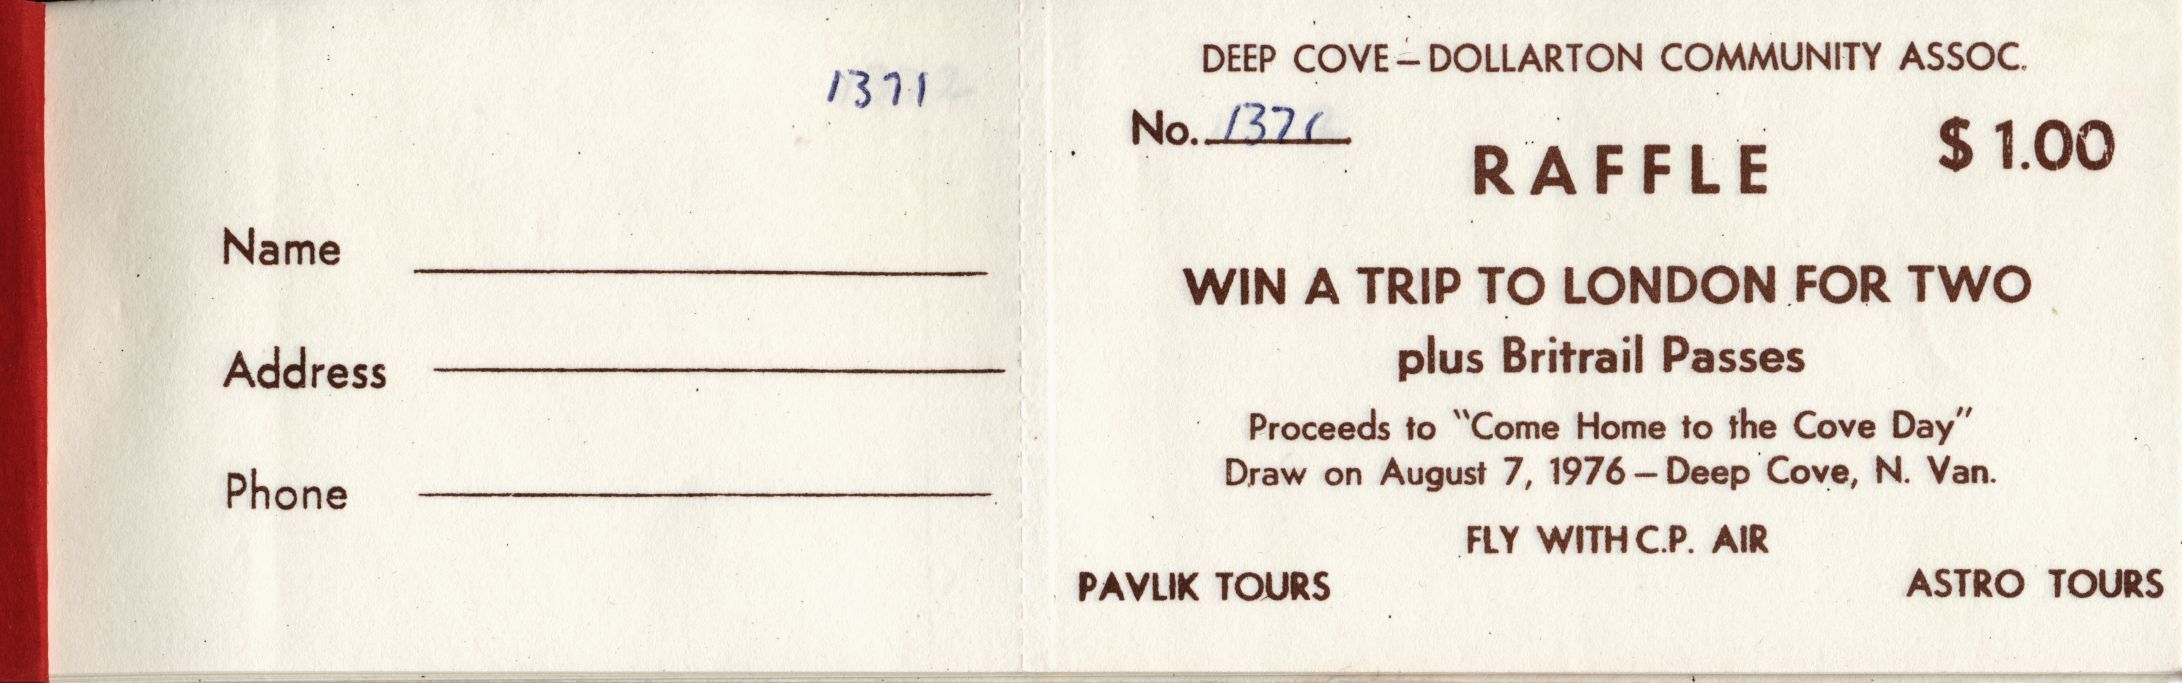 1371
Name
Address
Phone
DEEP COVE – DOLLARTON COMMUNITY ASSOC.
No. 1371
RAFFLE
$1.00
WIN A TRIP TO LONDON FOR TWO
plus Britrail Passes
Proceeds to "Come Home to the Cove Day"
Draw on August 7, 1976 – Deep Cove, N. Van.
FLY WITH C.P. AIR
PAVLIK TOURS
ASTRO TOURS